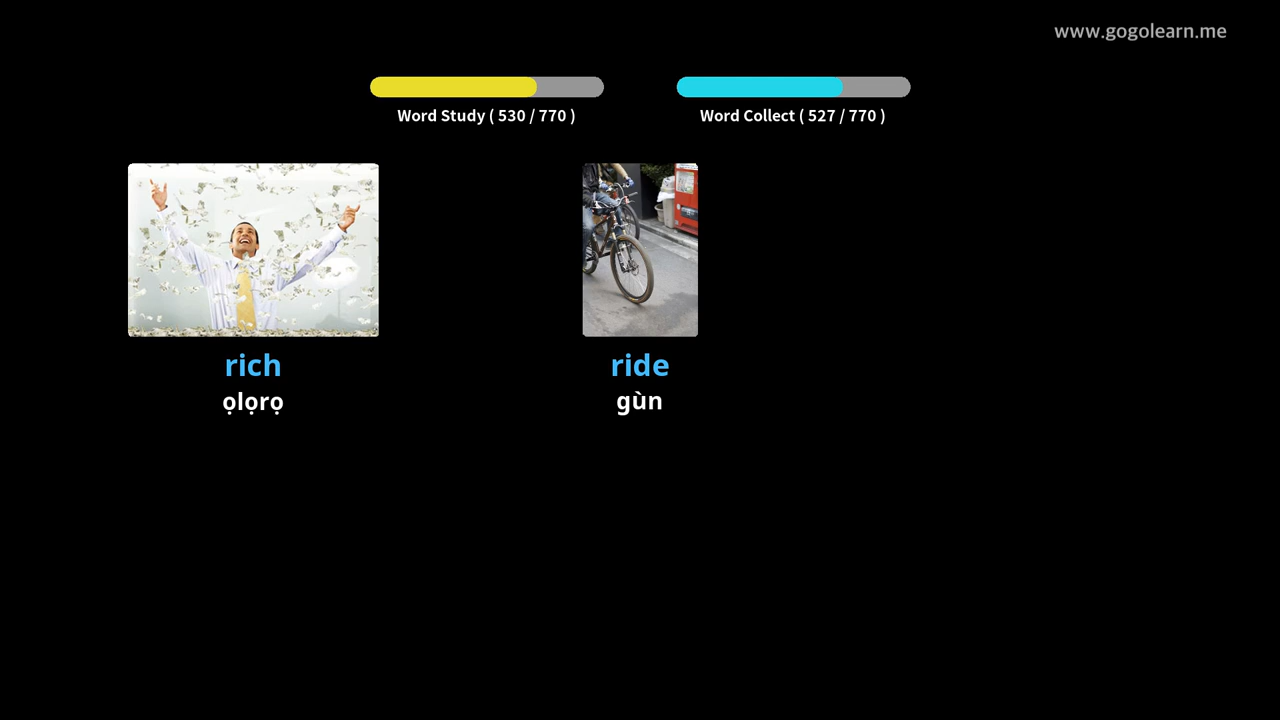 www.gogolearn.me
Word Study ( 530 / 770 )
Word Collect ( 527 / 770 )
rich
ọlọrọ
ride
gùn